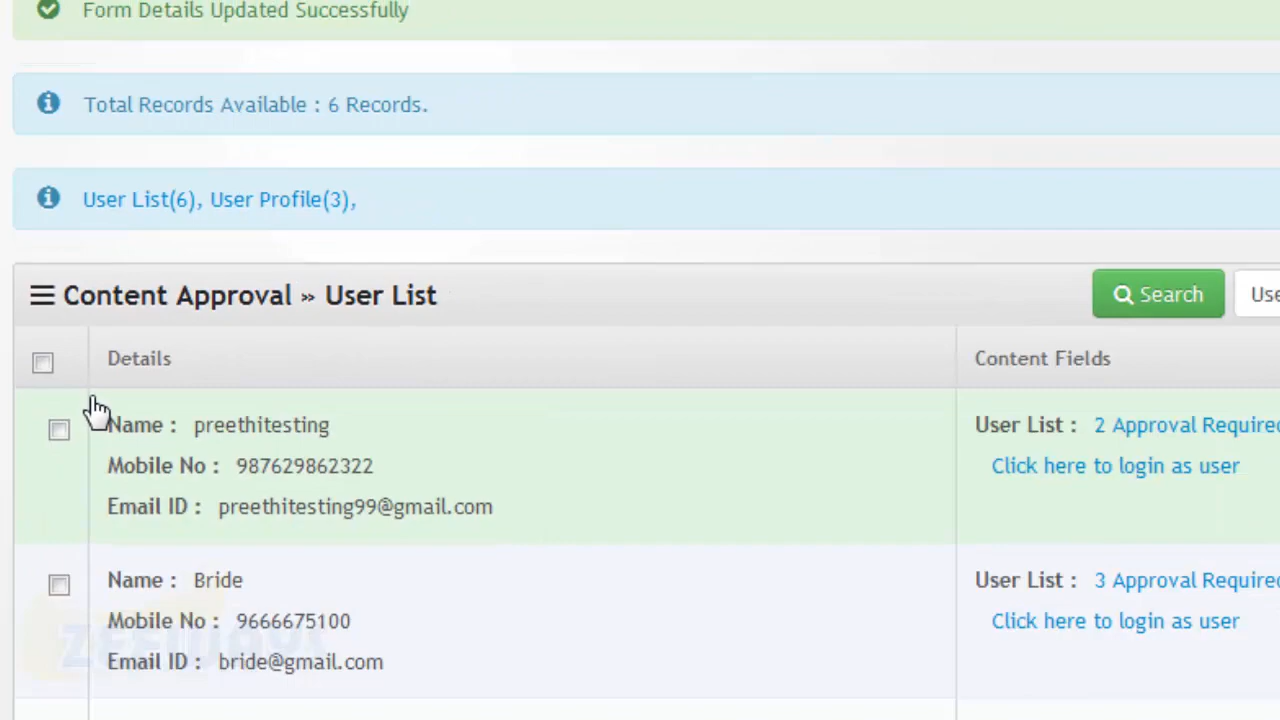 Form Details Updated Successfully
Total Records Available : 6 Records.
User List(6), User Profile(3),
Content Approval » User List
Search
Use
Details
Content Fields
Name : preethitesting
User List : 2 Approval Required
Mobile No : 987629862322
Click here to login as user
Email ID : preethitesting99@gmail.com
Name : Bride
User List : 3 Approval Required
Mobile No : 9666675100
Click here to login as user
Email ID : bride@gmail.com